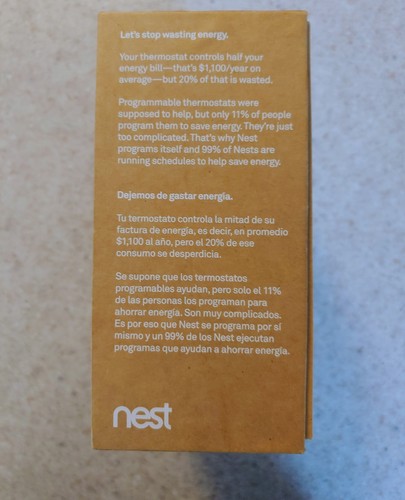 Let's stop wasting energy.
Your thermostat controls half your
energy bill—that's $1,100/year on
average—but 20% of that is wasted.
Programmable thermostats were
supposed to help, but only 11% of people
program them to save energy. They're just
too complicated. That's why Nest
programs itself and 99% of Nests are
running schedules to help save energy.
Dejemos de gastar energía.
Tu termostato controla la mitad de su
factura de energía, es decir, en promedio
$1,100 al año, pero el 20% de ese
consumo se desperdicia.
Se supone que los termostatos
programables ayudan, pero solo el 11%
de las personas los programan para
ahorrar energía. Son muy complicados.
Es por eso que Nest se programa por sí
mismo y un 99% de los Nest ejecutan
programas que ayudan a ahorrar energía.
nest